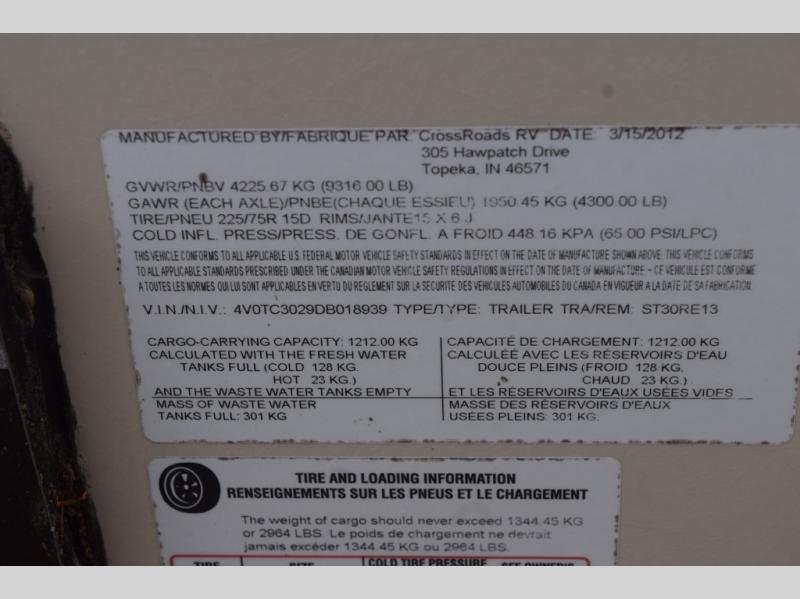 MANUFACTURED BY/FABRIQUE PAR: CrossRoads RV DATE: 3/15/2012
305 Hawpatch Drive
Topeka, IN 46571
GVWR/PNBV 4225.67 KG (9316.00 LB)
GAWR (EACH AXLE)/PNBE(CHAQUE ESSIEU) 1950.45 KG (4300.00 LB)
TIRE/PNEU 225/75R 15D RIMS/JANTE15 X 6 J
COLD INFL. PRESS/PRESS. DE GONFL. A FROID 448.16 KPA (65.00 PSI/LPC)
THIS VEHICLE CONFORMS TO ALL APPLICABLE U.S. FEDERAL MOTOR VEHICLE SAFETY STANDARDS IN EFFECT ON THE DATE OF MANUFACTURE SHOWN ABOVE. THIS VEHICLE CONFORMS
TO ALL APPLICABLE STANDARDS PRESCRIBED UNDER THE CANADIAN MOTOR VEHICLE SAFETY REGULATIONS IN EFFECT ON THE DATE OF MANUFACTURE - CE VEHICULE EST CONFORME
A TOUTES LES NORMES QUI LUI SONT APPLICABLES EN VERTU DU REGLEMENT SUR LA SECURITE DES VEHICULES AUTOMOBILES DU CANADA EN VIGUEUR A LA DATE DE SA FABRICATION.
V.I.N./N.I.V.: 4V0TC3029DB018939 TYPE/TYPE: TRAILER TRA/REM: ST30RE13
CARGO-CARRYING CAPACITY: 1212.00 KG
CALCULATED WITH THE FRESH WATER
TANKS FULL (COLD 128 KG.
HOT 23 KG.)
AND THE WASTE WATER TANKS EMPTY
MASS OF WASTE WATER
TANKS FULL: 301 KG
CAPACITÉ DE CHARGEMENT: 1212.00 KG
CALCULÉE AVEC LES RÉSERVOIRS D'EAU
DOUCE PLEINS (FROID 128 KG.
CHAUD 23 KG.)
ET LES RÉSERVOIRS D'EAUX USÉES VIDES
MASSE DES RÉSERVOIRS D'EAUX
USÉES PLEINS: 301 KG.
TIRE AND LOADING INFORMATION
RENSEIGNEMENTS SUR LES PNEUS ET LE CHARGEMENT
The weight of cargo should never exceed 1344.45 KG
or 2964 LBS. Le poids de chargement ne devrait
jamais excéder 1344.45 KG ou 2964 LBS.
TIRE SIZE COLD TIRE PRESSURE SEE OWNER'S